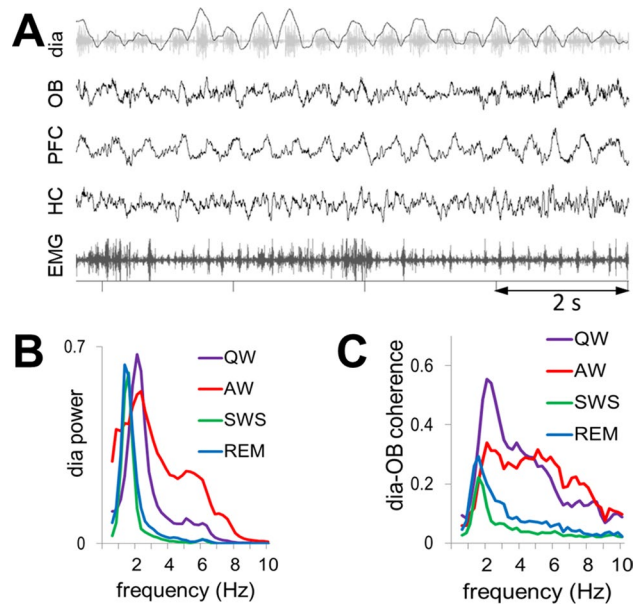 A
dia
OB
PFC
HC
EMG
2 s
B
0.7
dia power
0
2 4 6 8 10
frequency (Hz)
QW
AW
SWS
REM
C
dia-OB coherence
0.6
0.4
0.2
0
2 4 6 8 10
frequency (Hz)
QW
AW
SWS
REM